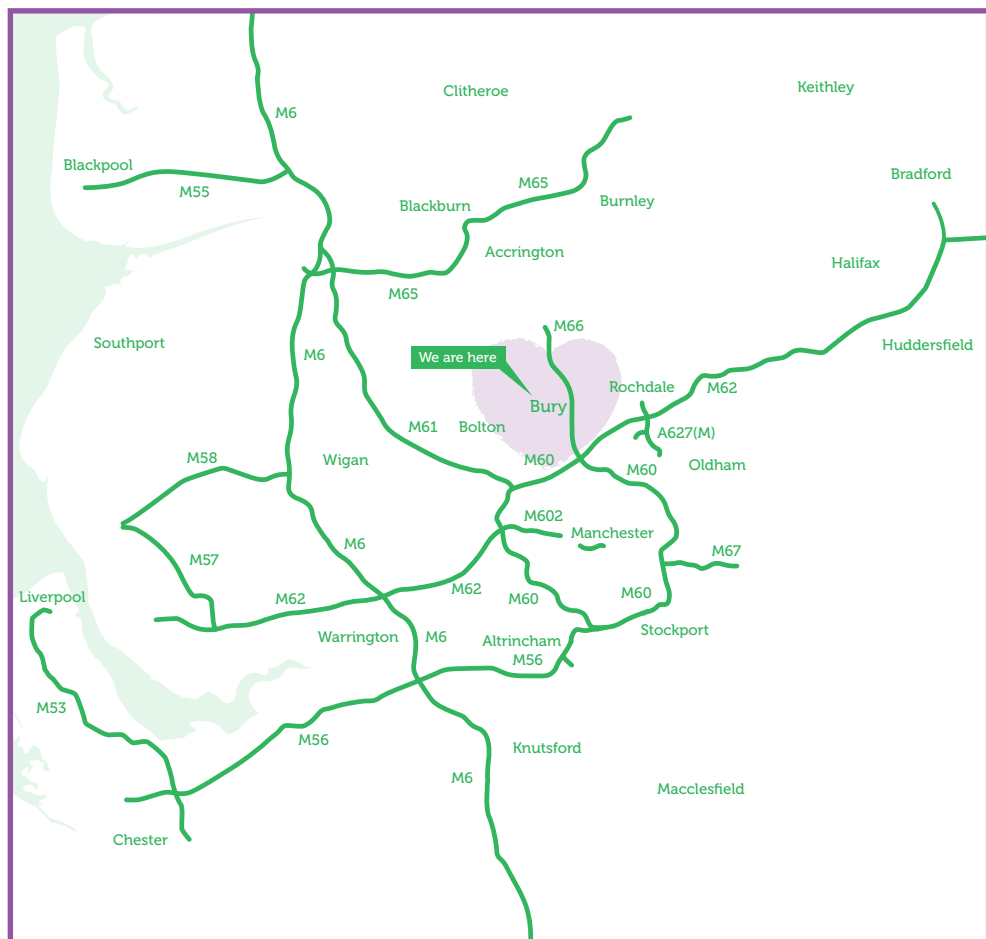 Keithley
Clitheroe
M6
Blackpool
Bradford
M65
M55
Burnley
Blackburn
Accrington
Halifax
M65
M66
Southport
Huddersfield
M6
We are here
Rochdale
M62
Bury
M61
Bolton
A627(M)
M58
Wigan
M60
Oldham
M60
M602
Manchester
M6
M67
M57
M62
M62
M60
M60
Liverpool
Stockport
Warrington
M6
Altrincham
M56
M53
M56
Knutsford
M6
Macclesfield
Chester